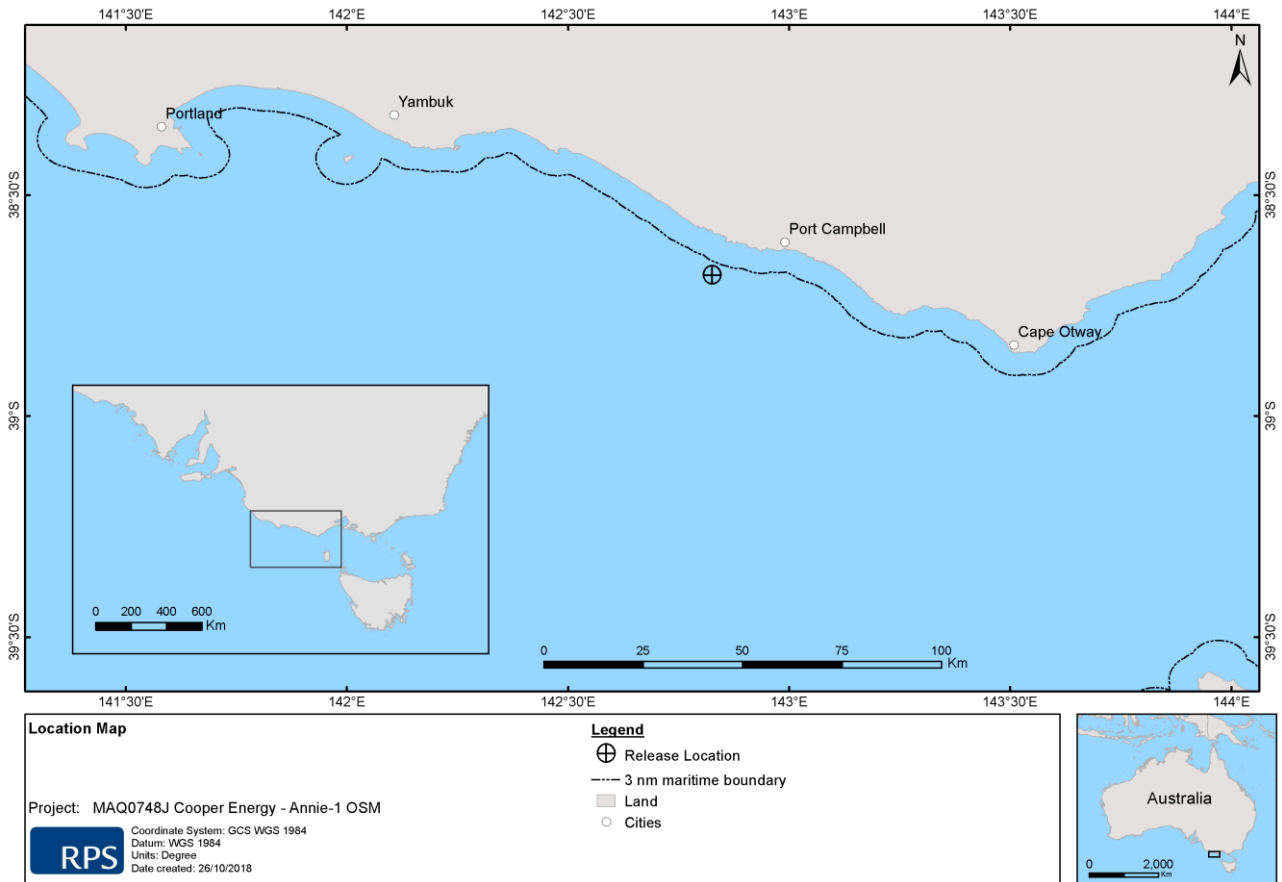 141°30'E 142°E 142°30'E 143°E 143°30'E 144°E
N
Portland
Yambuk
38°30'S 38°30'S
Port Campbell
Cape Otway
39°S 39°S
0 200 400 600
Km
39°30'S 39°30'S
0 25 50 75 100
Km
141°30'E 142°E 142°30'E 143°E 143°30'E 144°E
Location Map
Project: MAQ0748J Cooper Energy - Annie-1 OSM
RPS
Coordinate System: GCS WGS 1984
Datum: WGS 1984
Units: Degree
Date created: 26/10/2018
Legend
Release Location
3 nm maritime boundary
Land
Cities
Australia
0 2,000
Km